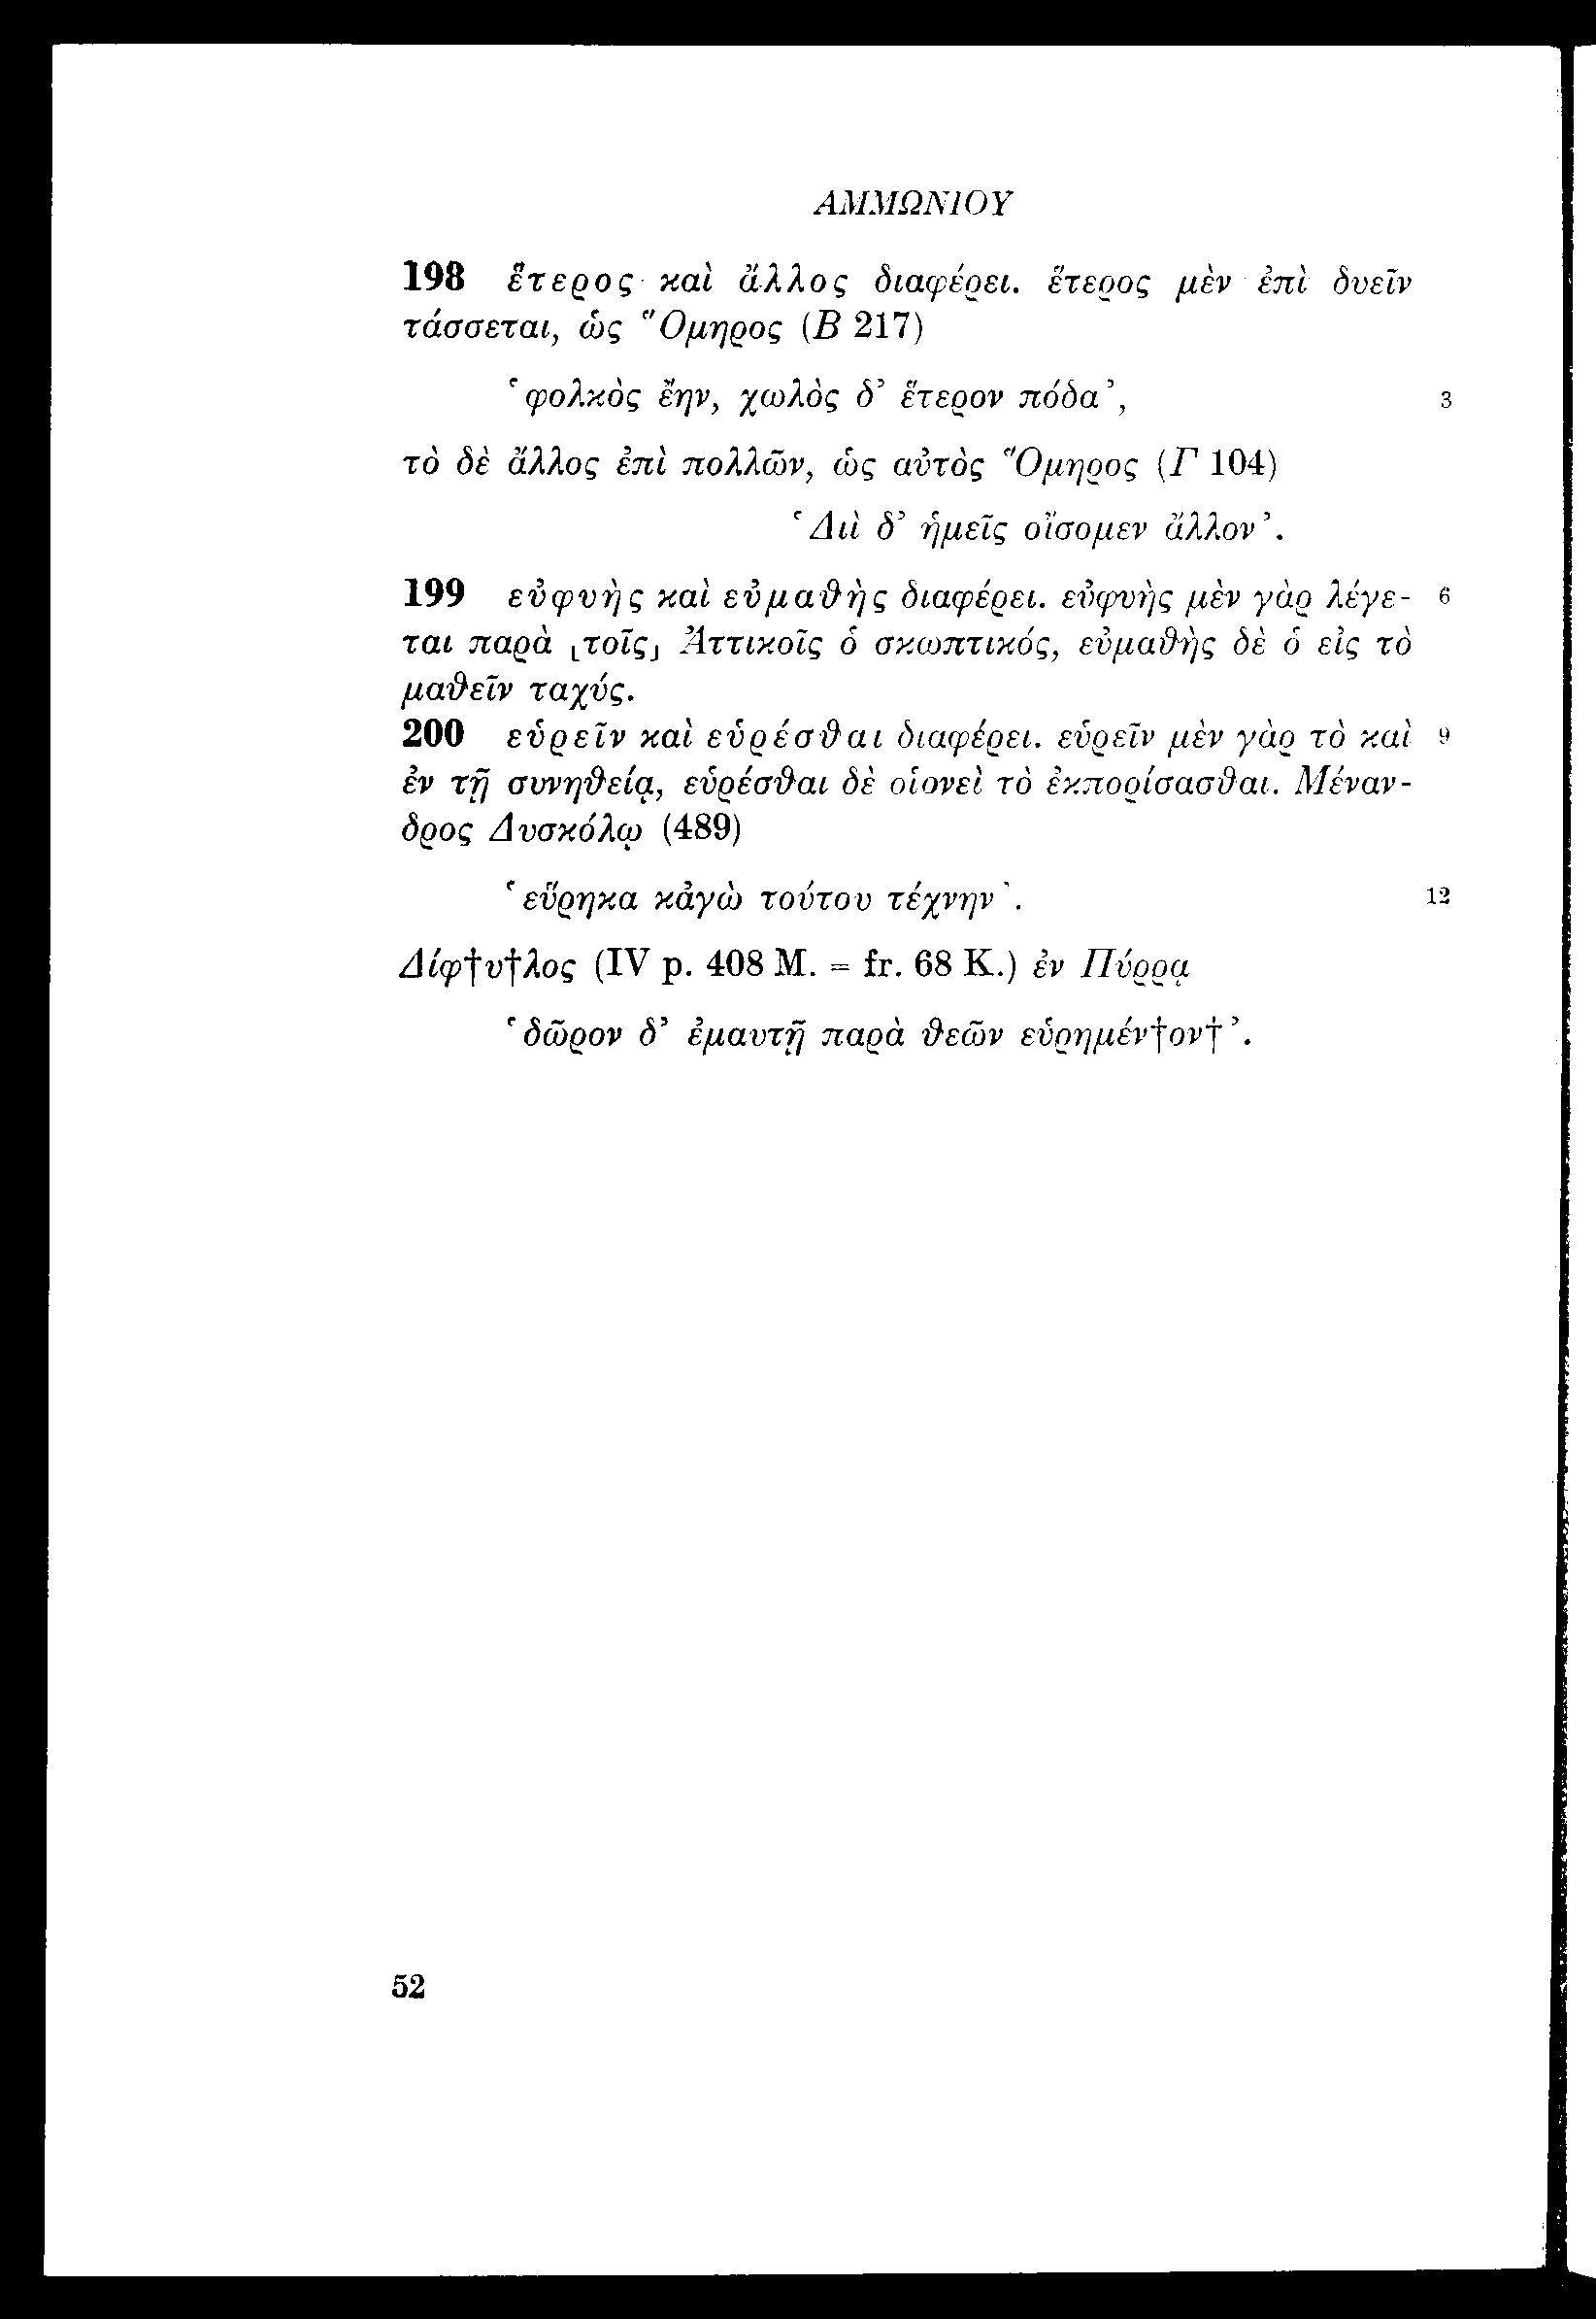 ΑΜΜΩΝΙΟΥ
198 ἕτερος καὶ ἄλλος διαφέρει. ἕτερος μὲν ἐπὶ δυεῖν
τάσσεται, ὡς Ὅμηρος (Β 217)
‘φολκὸς ἔην, χωλὸς δ’ ἕτερον πόδα’, 3
τὸ δὲ ἄλλος ἐπὶ πολλῶν, ὡς αὐτὸς Ὅμηρος (Γ 104)
‘Διὶ δ’ ἡμεῖς οἴσομεν ἄλλον’.
199 εὐφυὴς καὶ εὐμαθὴς διαφέρει. εὐφυὴς μὲν γὰρ λέγε- 6
ται παρὰ ⸤τοῖς⸥ Ἀττικοῖς ὁ σκωπτικός, εὐμαθὴς δὲ ὁ εἰς τὸ
μαθεῖν ταχύς.
200 εὑρεῖν καὶ εὑρέσθαι διαφέρει. εὑρεῖν μὲν γὰρ τὸ καὶ 9
ἐν τῇ συνηθείᾳ, εὑρέσθαι δὲ οἱονεὶ τὸ ἐκπορίσασθαι. Μέναν-
δρος Δυσκόλῳ (489)
‘εὕρηκα κἀγὼ τούτου τέχνην’. 12
Δίφ†υ†λος (IV p. 408 M. = fr. 68 K.) ἐν Πύρρᾳ
‘δῶρον δ’ ἐμαυτῇ παρὰ θεῶν εὑρημέν†ον†’.
52